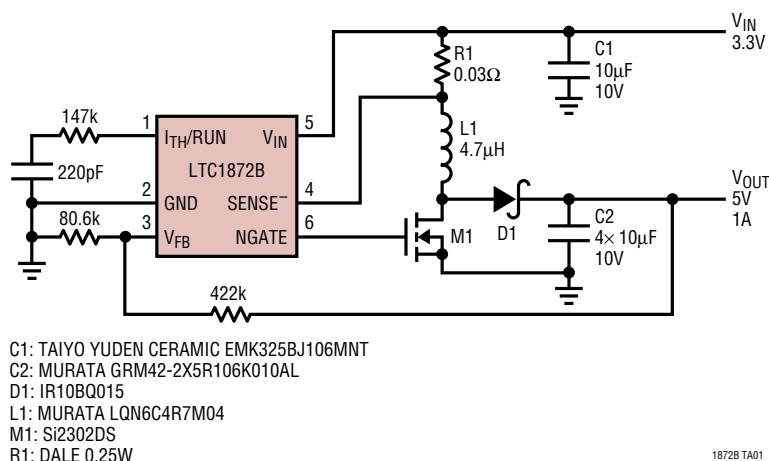 V_IN
3.3V
R1
0.03Ω
C1
10µF
10V
147k
1
I_TH/RUN
V_IN
5
L1
4.7µH
220pF
LTC1872B
2
GND
SENSE⁻
4
80.6k
3
V_FB
NGATE
6
M1
D1
C2
4× 10µF
10V
V_OUT
5V
1A
422k
C1: TAIYO YUDEN CERAMIC EMK325BJ106MNT
C2: MURATA GRM42-2X5R106K010AL
D1: IR10BQ015
L1: MURATA LQN6C4R7M04
M1: Si2302DS
R1: DALE 0.25W
1872B TA01